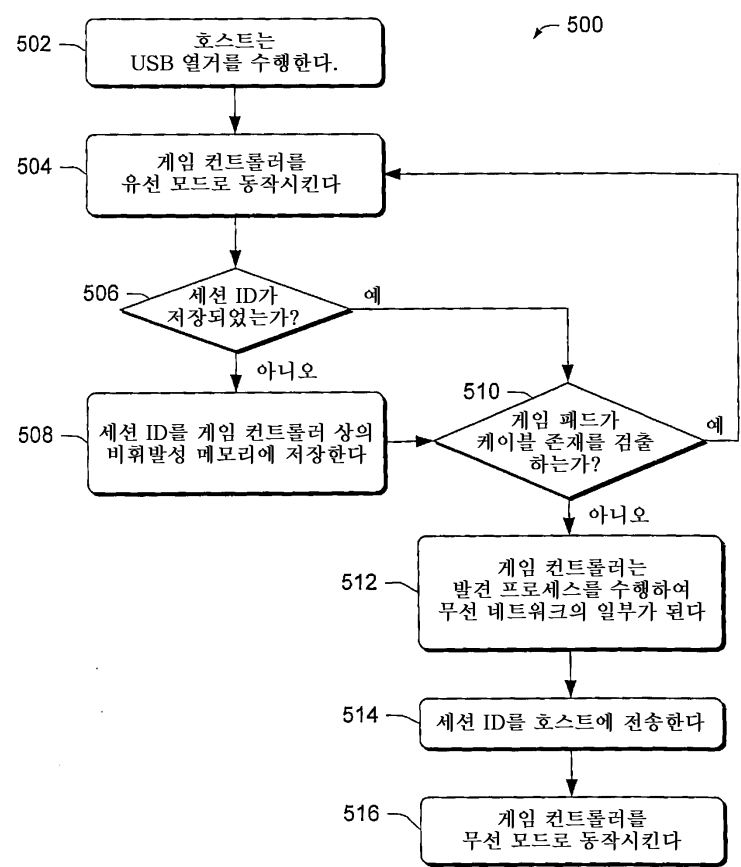 500
502
호스트는
USB 열거를 수행한다.
504
게임 컨트롤러를
유선 모드로 동작시킨다
506
세션 ID가
저장되었는가?
예
아니오
508
세션 ID를 게임 컨트롤러 상의
비휘발성 메모리에 저장한다
510
게임 패드가
케이블 존재를 검출
하는가?
예
아니오
512
게임 컨트롤러는
발견 프로세스를 수행하여
무선 네트워크의 일부가 된다
514
세션 ID를 호스트에 전송한다
516
게임 컨트롤러를
무선 모드로 동작시킨다